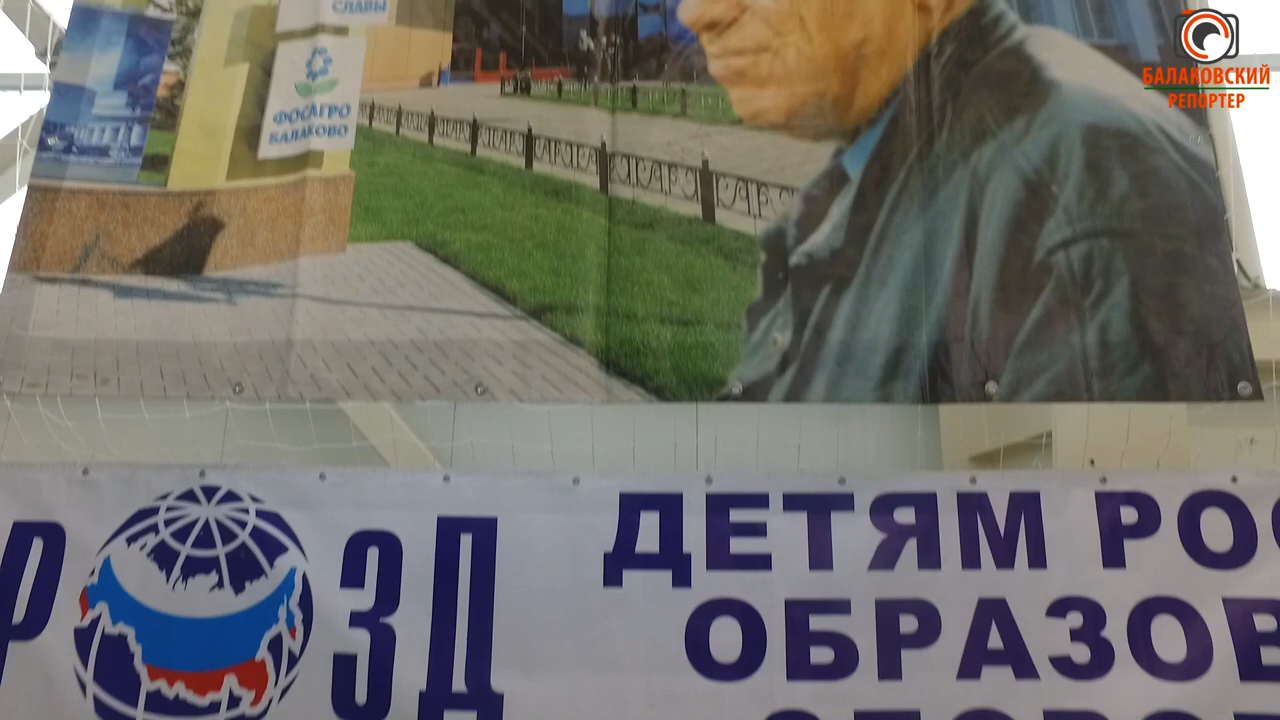 СЛАВЫ
ФОСАГРО
БАЛАКОВО
БАЛАКОВСКИЙ
РЕПОРТЕР
ДЕТЯМ РОС
ОБРАЗОВ
Р ЗД